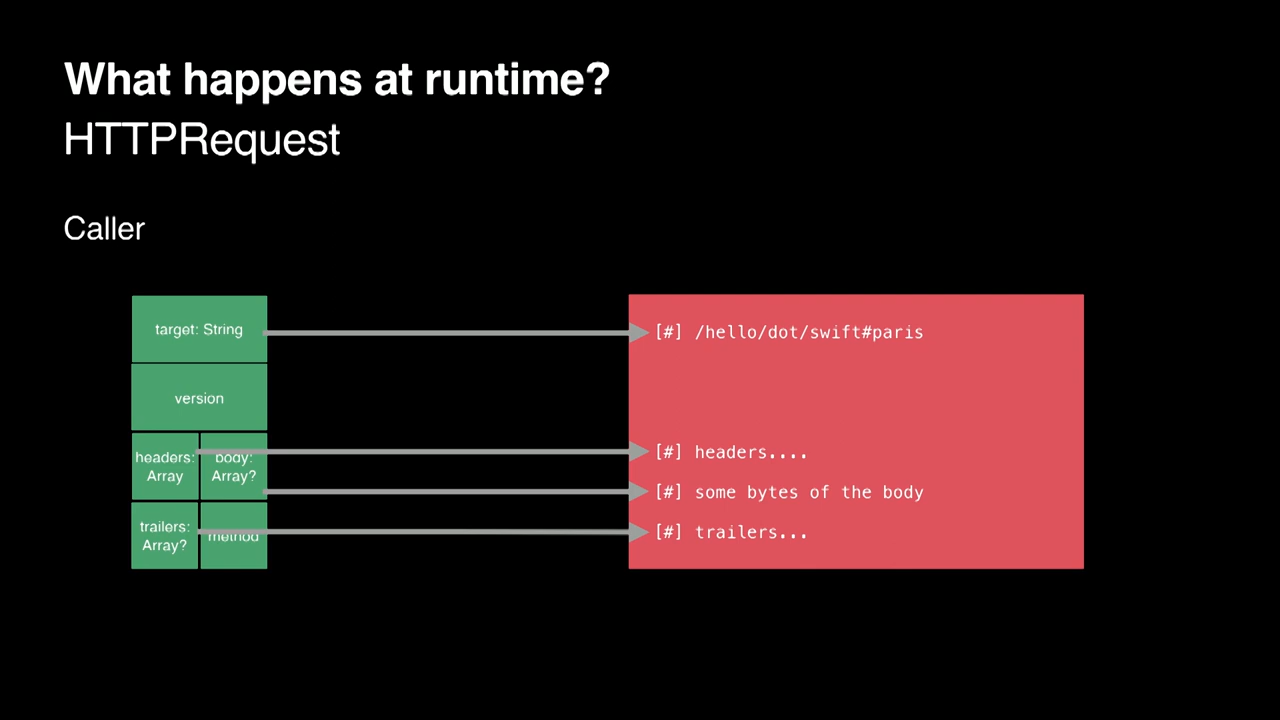 What happens at runtime?
HTTPRequest
Caller
target: String
version
headers:
Array
body:
Array?
trailers:
Array?
method
[#] /hello/dot/swift#paris
[#] headers....
[#] some bytes of the body
[#] trailers...